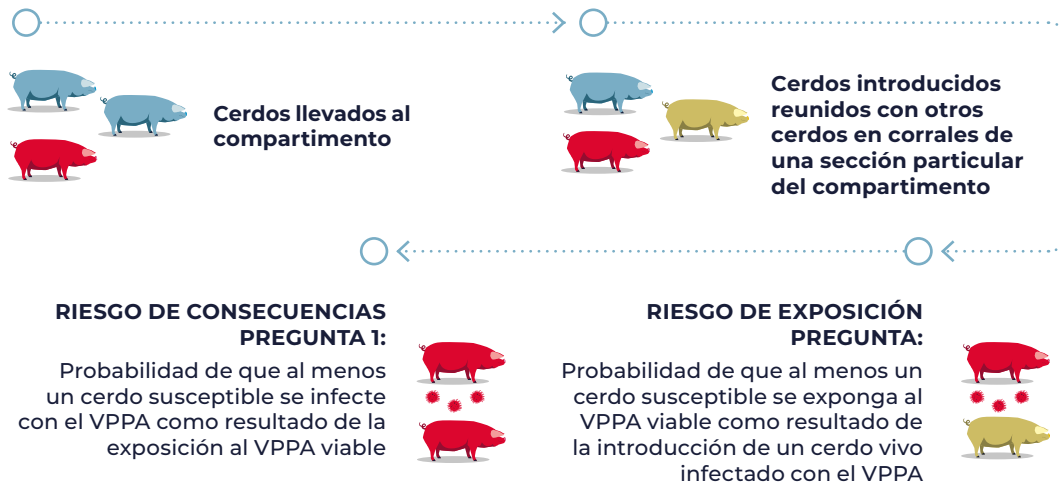 Cerdos llevados al
compartimento
Cerdos introducidos
reunidos con otros
cerdos en corrales de
una sección particular
del compartimento
RIESGO DE CONSECUENCIAS
PREGUNTA 1:
Probabilidad de que al menos
un cerdo susceptible se infecte
con el VPPA como resultado de la
exposición al VPPA viable
RIESGO DE EXPOSICIÓN
PREGUNTA:
Probabilidad de que al menos un
cerdo susceptible se exponga al
VPPA viable como resultado de
la introducción de un cerdo vivo
infectado con el VPPA